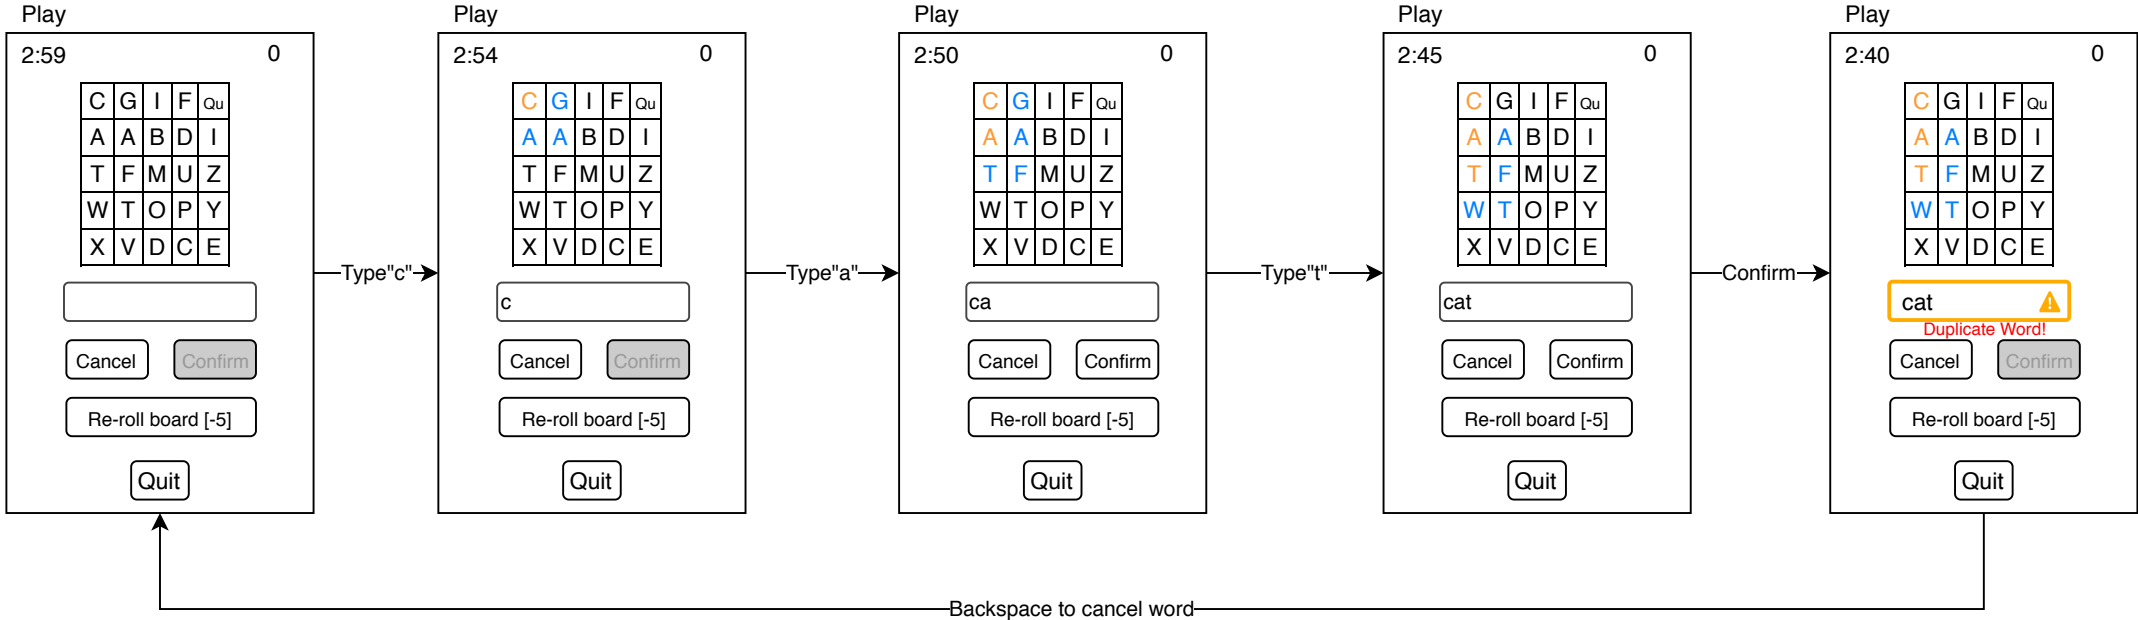 Play
2:59 0
C G I F Qu
A A B D I
T F M U Z
W T O P Y
X V D C E
Cancel Confirm
Re-roll board [-5]
Quit
Type"c"
Play
2:54 0
C G I F Qu
A A B D I
T F M U Z
W T O P Y
X V D C E
c
Cancel Confirm
Re-roll board [-5]
Quit
Type"a"
Play
2:50 0
C G I F Qu
A A B D I
T F M U Z
W T O P Y
X V D C E
ca
Cancel Confirm
Re-roll board [-5]
Quit
Type"t"
Play
2:45 0
C G I F Qu
A A B D I
T F M U Z
W T O P Y
X V D C E
cat
Cancel Confirm
Re-roll board [-5]
Quit
Confirm
Play
2:40 0
C G I F Qu
A A B D I
T F M U Z
W T O P Y
X V D C E
cat
Duplicate Word!
Cancel Confirm
Re-roll board [-5]
Quit
Backspace to cancel word